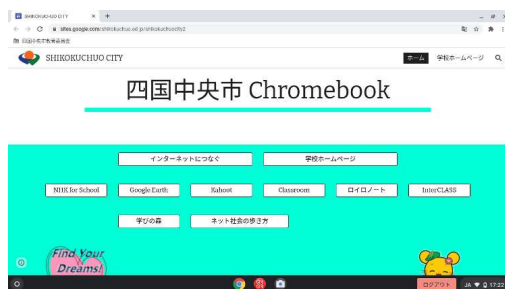 SHIKOKUCHUO CITY
sites.google.com/shikokuchuo.ed.jp/shikokuchuocity2
四国中央市教育委員会
SHIKOKUCHUO CITY
ホーム
学校ホームページ
四国中央市 Chromebook
インターネットにつなぐ
学校ホームページ
NHK for School
Google Earth
Kahoot
Classroom
ロイロノート
InterCLASS
学びの森
ネット社会の歩き方
Find Your
Dreams!
ログアウト
JA
17:22